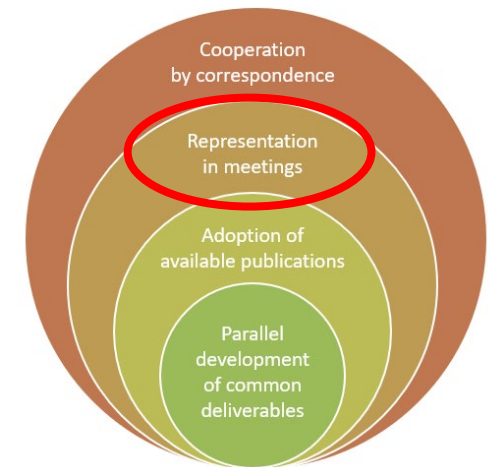 Cooperation
by correspondence
Representation
in meetings
Adoption of
available publications
Parallel
development
of common
deliverables